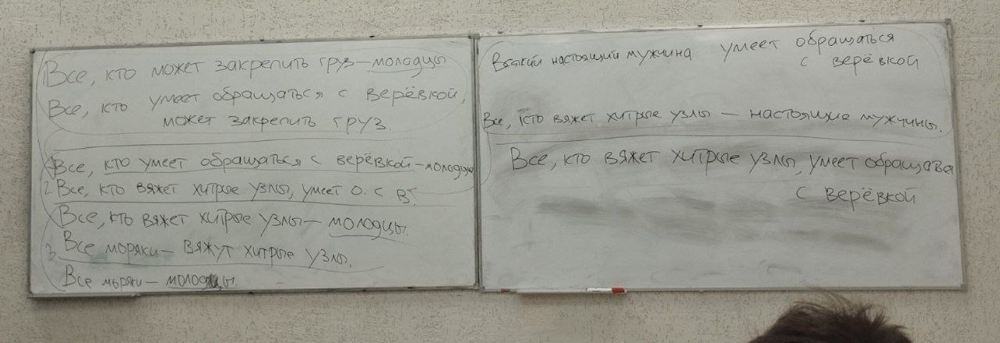 Все, кто может закрепить груз — молодцы
Все, кто умеет обращаться с верёвкой,
может закрепить груз.
Все, кто умеет обращаться с верёвкой — молодцы
2. Все, кто вяжет хитрые узлы, умеет о. с в.
Все, кто вяжет хитрые узлы — молодцы.
3 Все моряки — вяжут хитрые узлы.
Все моряки — молодцы.
Всякий настоящий мужчина умеет обращаться
с верёвкой
Все, кто вяжет хитрые узлы — настоящие мужчины.
Все, кто вяжет хитрые узлы, умеет обращатся
с верёвкой